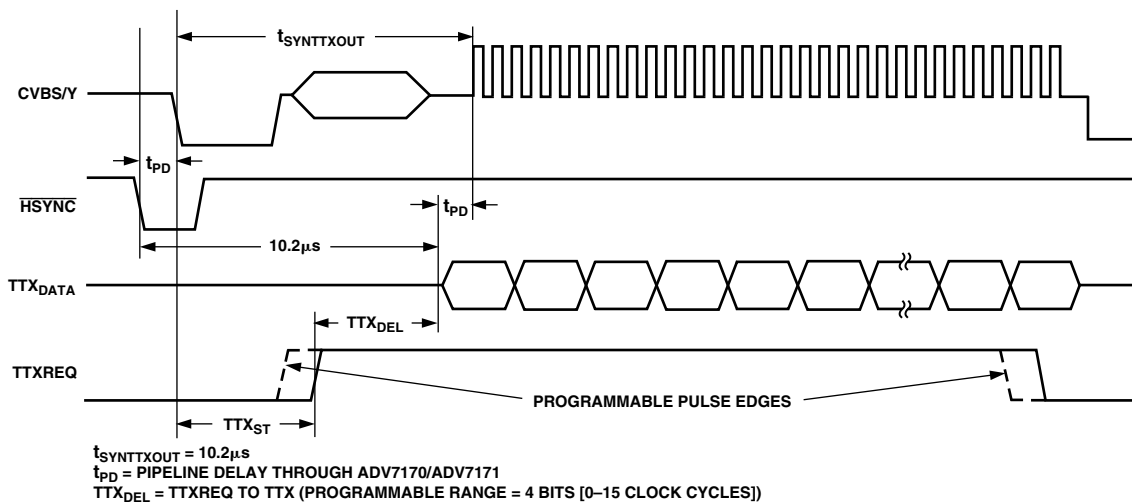 tSYNTTXOUT
CVBS/Y
tPD
HSYNC
tPD
10.2μs
TTXDATA
TTXDEL
TTXREQ
PROGRAMMABLE PULSE EDGES
TTXST
tSYNTTXOUT = 10.2μs
tPD = PIPELINE DELAY THROUGH ADV7170/ADV7171
TTXDEL = TTXREQ TO TTX (PROGRAMMABLE RANGE = 4 BITS [0–15 CLOCK CYCLES])